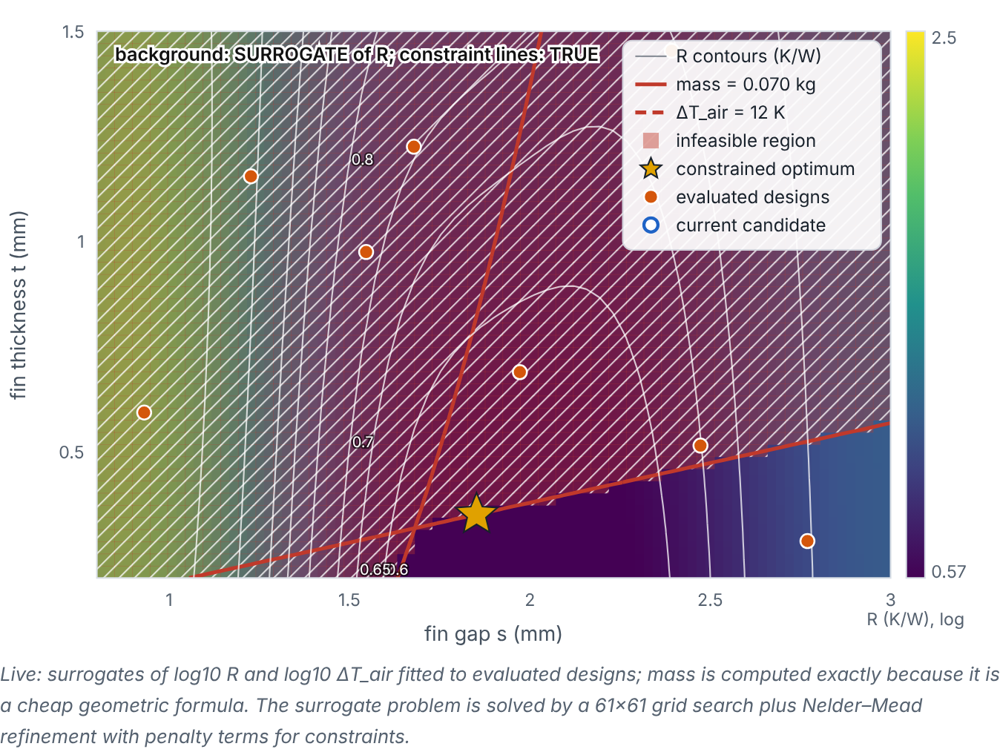 1.5
background: SURROGATE of R; constraint lines: TRUE
R contours (K/W)
mass = 0.070 kg
ΔT_air = 12 K
infeasible region
constrained optimum
evaluated designs
current candidate
2.5
0.8
1
fin thickness t (mm)
0.7
0.5
0.65
0.6
0.57
1
1.5
2
2.5
3
R (K/W), log
fin gap s (mm)
Live: surrogates of log10 R and log10 ΔT_air fitted to evaluated designs; mass is computed exactly because it is
a cheap geometric formula. The surrogate problem is solved by a 61×61 grid search plus Nelder–Mead
refinement with penalty terms for constraints.